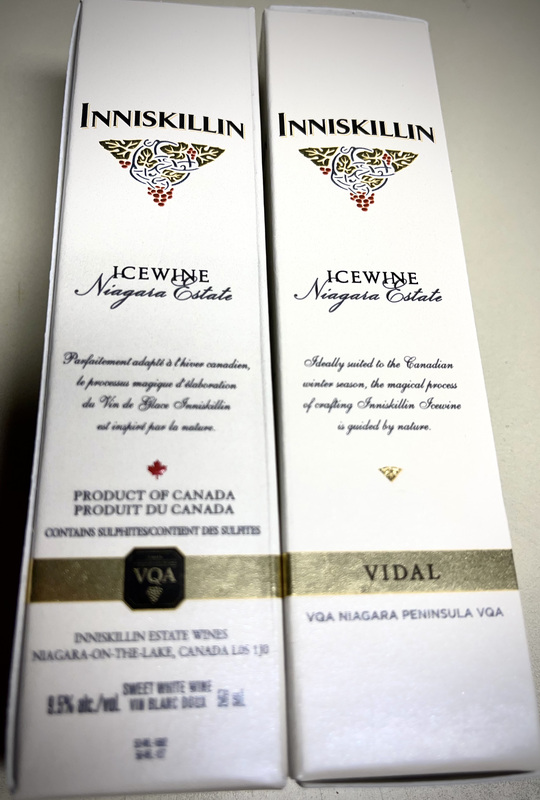 INNISKILLIN
ICEWINE
Niagara Estate
Parfaitement adapté à l'hiver canadien,
le processus magique d'élaboration
du Vin de Glace Inniskillin
est inspiré par la nature.
PRODUCT OF CANADA
PRODUIT DU CANADA
CONTAINS SULPHITES/CONTIENT DES SULFITES
VQA
INNISKILLIN ESTATE WINES
NIAGARA-ON-THE-LAKE, CANADA L0S 1J0
9.5% alc./vol.
SWEET WHITE WINE
VIN BLANC DOUX
INNISKILLIN
ICEWINE
Niagara Estate
Ideally suited to the Canadian
winter season, the magical process
of crafting Inniskillin Icewine
is guided by nature.
VIDAL
VQA NIAGARA PENINSULA VQA